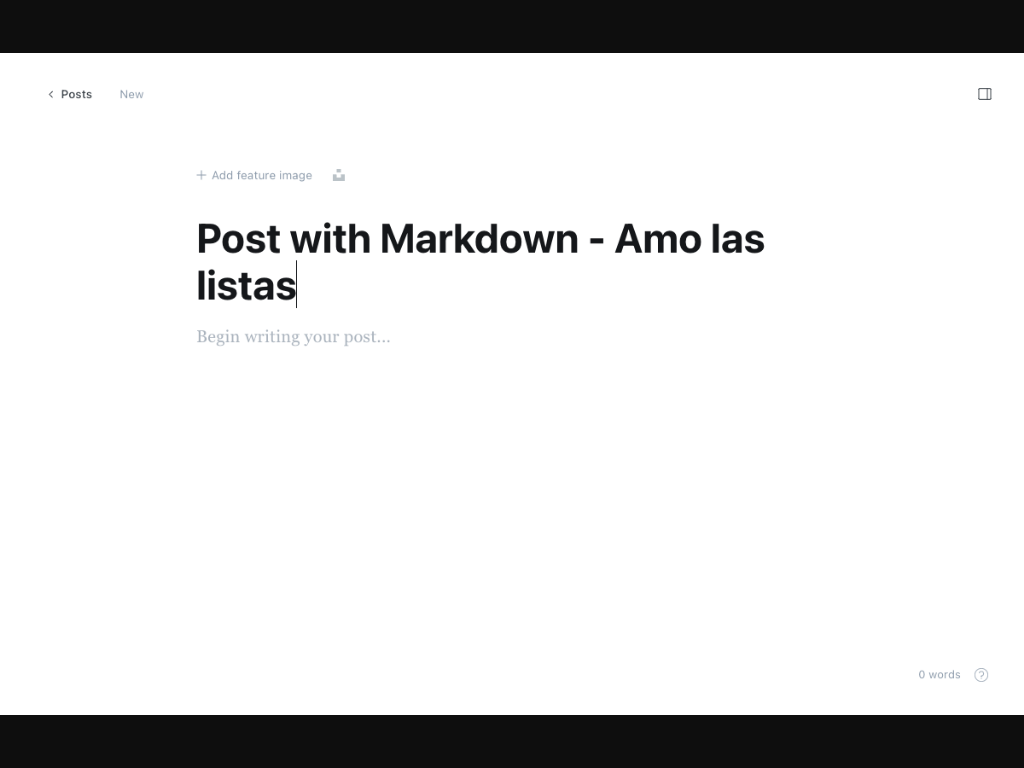 Posts New
Add feature image
Post with Markdown - Amo las
listas
Begin writing your post...
0 words